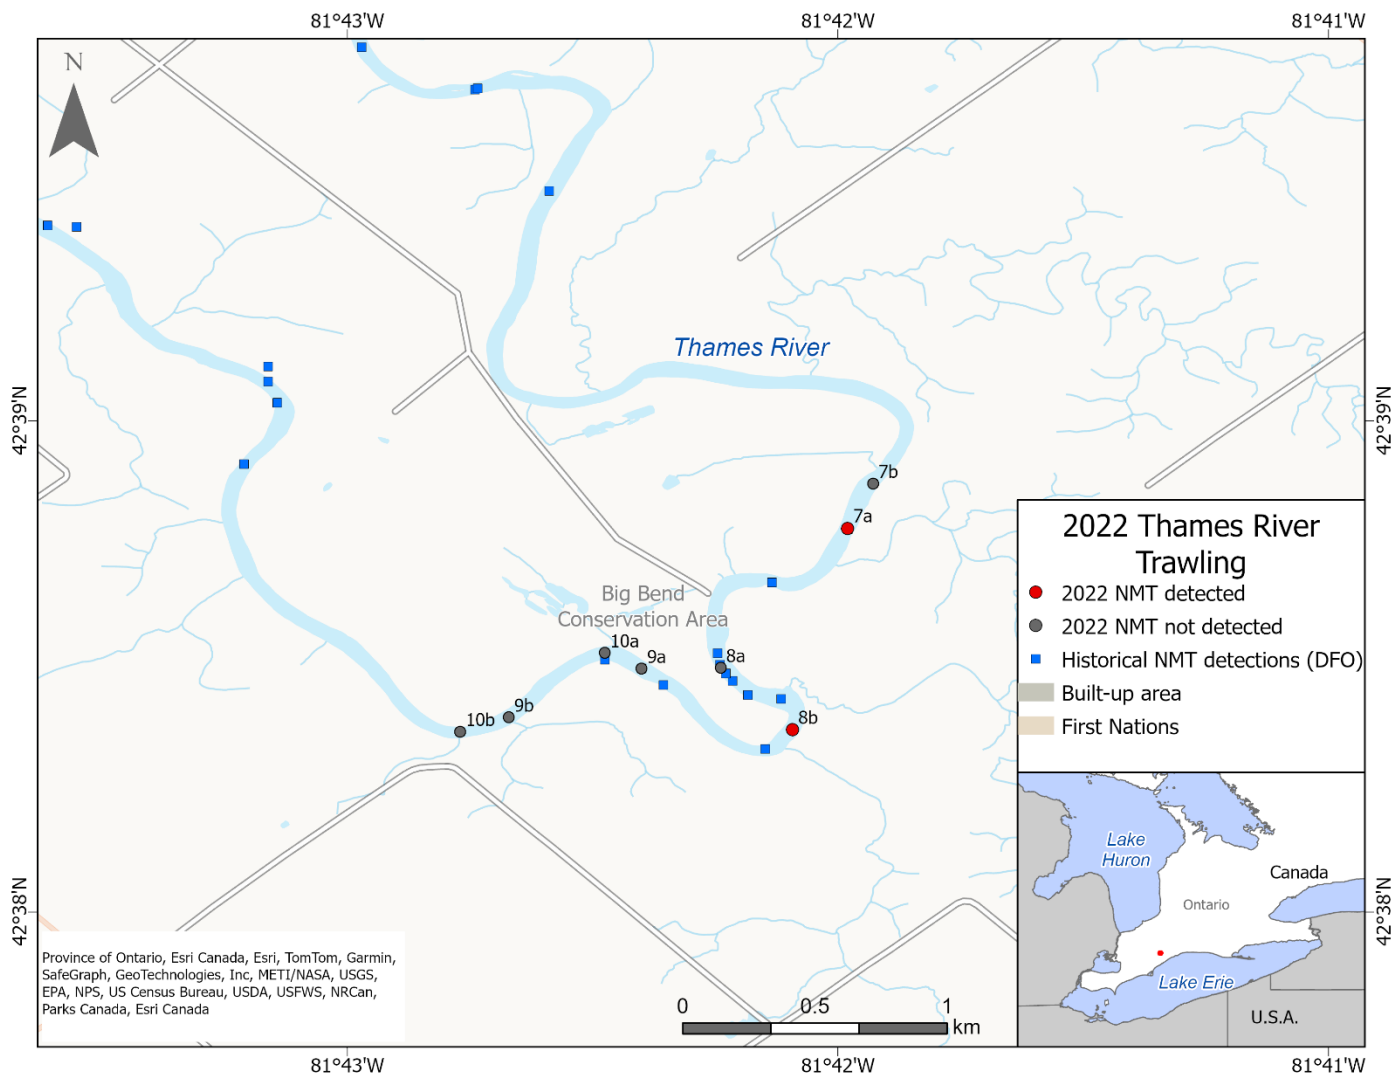 81°43'W
81°42'W
81°41'W
N
Thames River
42°39'N
42°39'N
7b
7a
Big Bend
Conservation Area
10a
9a
8a
9b
10b
8b
2022 Thames River
Trawling
2022 NMT detected
2022 NMT not detected
Historical NMT detections (DFO)
Built-up area
First Nations
Lake
Huron
Canada
Ontario
Lake Erie
U.S.A.
42°38'N
42°38'N
Province of Ontario, Esri Canada, Esri, TomTom, Garmin,
SafeGraph, GeoTechnologies, Inc, METI/NASA, USGS,
EPA, NPS, US Census Bureau, USDA, USFWS, NRCan,
Parks Canada, Esri Canada
0 0.5 1
km
81°43'W
81°42'W
81°41'W